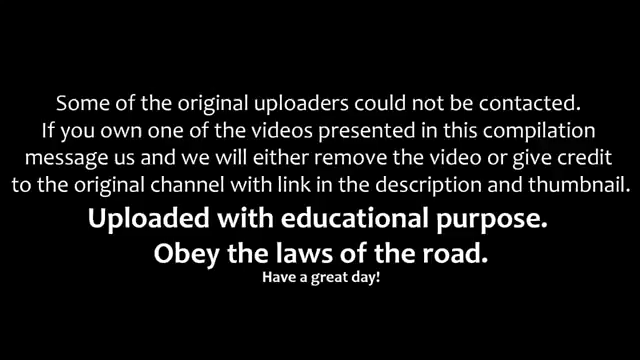 Some of the original uploaders could not be contacted.
If you own one of the videos presented in this compilation
message us and we will either remove the video or give credit
to the original channel with link in the description and thumbnail.
Uploaded with educational purpose.
Obey the laws of the road.
Have a great day!